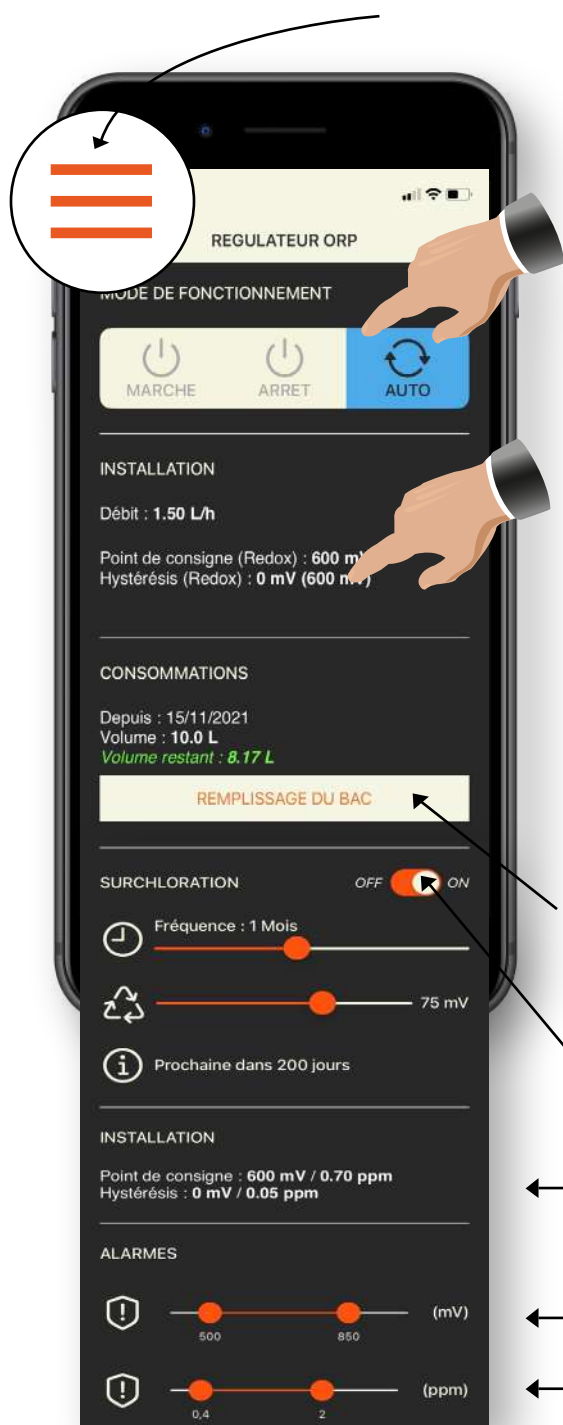 REGULATEUR ORP
MODE DE FONCTIONNEMENT
MARCHE ARRET AUTO
INSTALLATION
Débit : 1.50 L/h
Point de consigne (Redox) : 600
Hystérésis (Redox) : 0 mV (600
CONSOMMATIONS
Depuis : 15/11/2021
Volume : 10.0 L
Volume restant : 8.17 L
REMPLISSAGE DU BAC
SURCHLORATION OFF ON
Fréquence : 1 Mois
75 mV
Prochaine dans 200 jours
INSTALLATION
Point de consigne : 600 mV / 0.70 ppm
Hystérésis : 0 mV / 0.05 ppm
ALARMES
(mV)
500 850
(ppm)
0,4 2